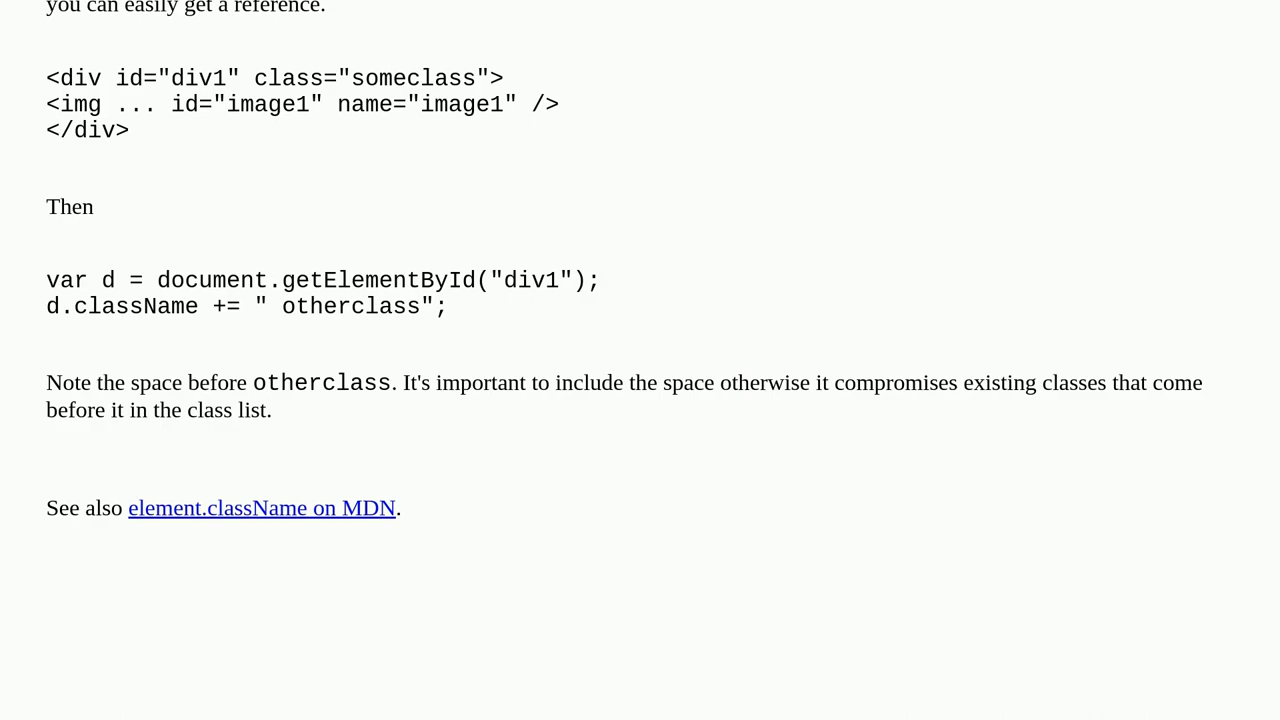 you can easily get a reference.
<div id="div1" class="someclass">
<img ... id="image1" name="image1" />
</div>
Then
var d = document.getElementById("div1");
d.className += " otherclass";
Note the space before otherclass. It's important to include the space otherwise it compromises existing classes that come
before it in the class list.
See also element.className on MDN.